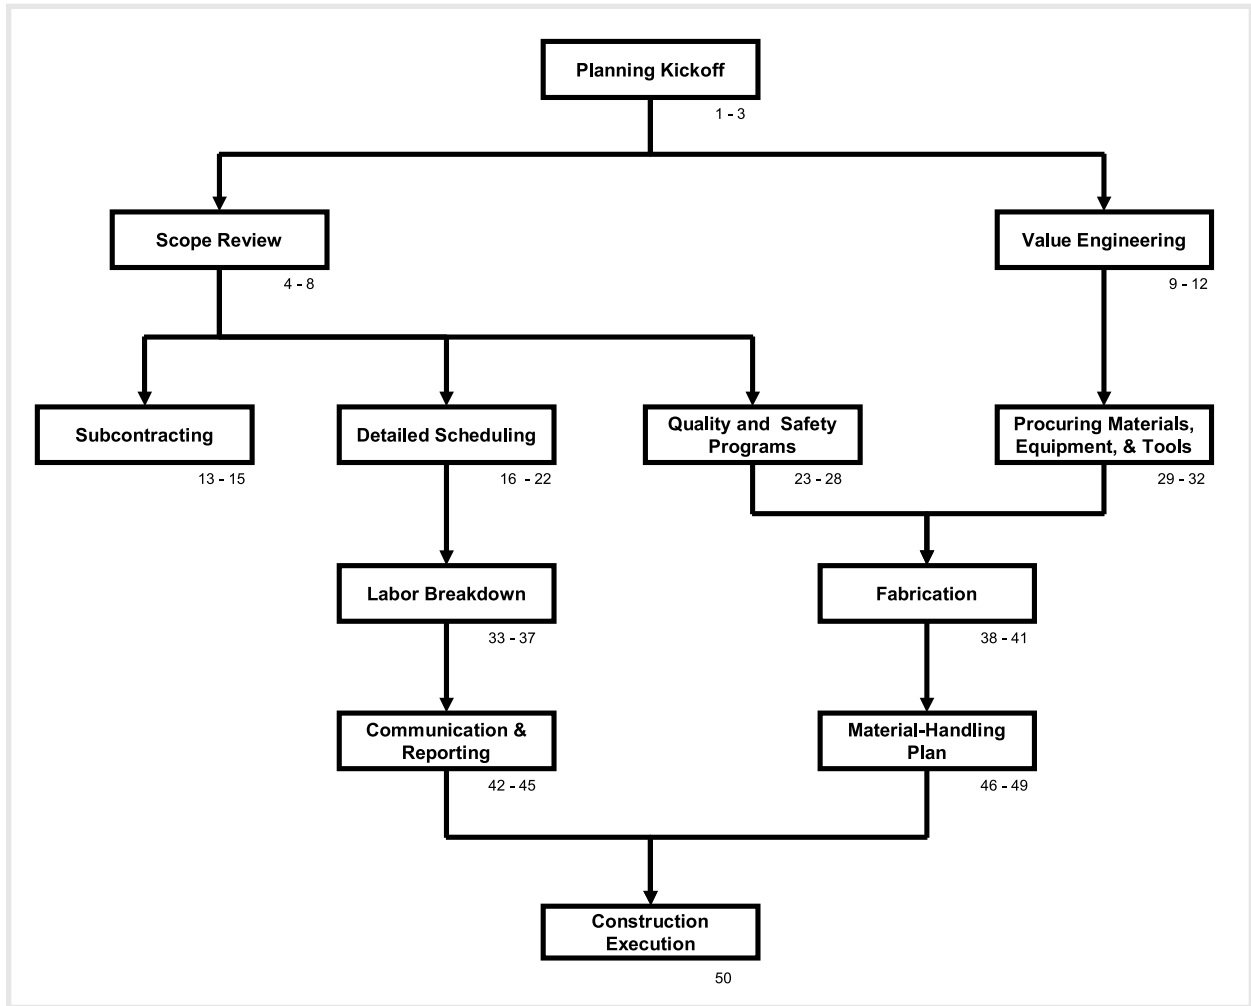 Planning Kickoff
1 - 3
Scope Review
4 - 8
Value Engineering
9 - 12
Subcontracting
13 - 15
Detailed Scheduling
16 - 22
Quality and Safety
Programs
23 - 28
Procuring Materials,
Equipment, & Tools
29 - 32
Labor Breakdown
33 - 37
Fabrication
38 - 41
Communication &
Reporting
42 - 45
Material-Handling
Plan
46 - 49
Construction
Execution
50